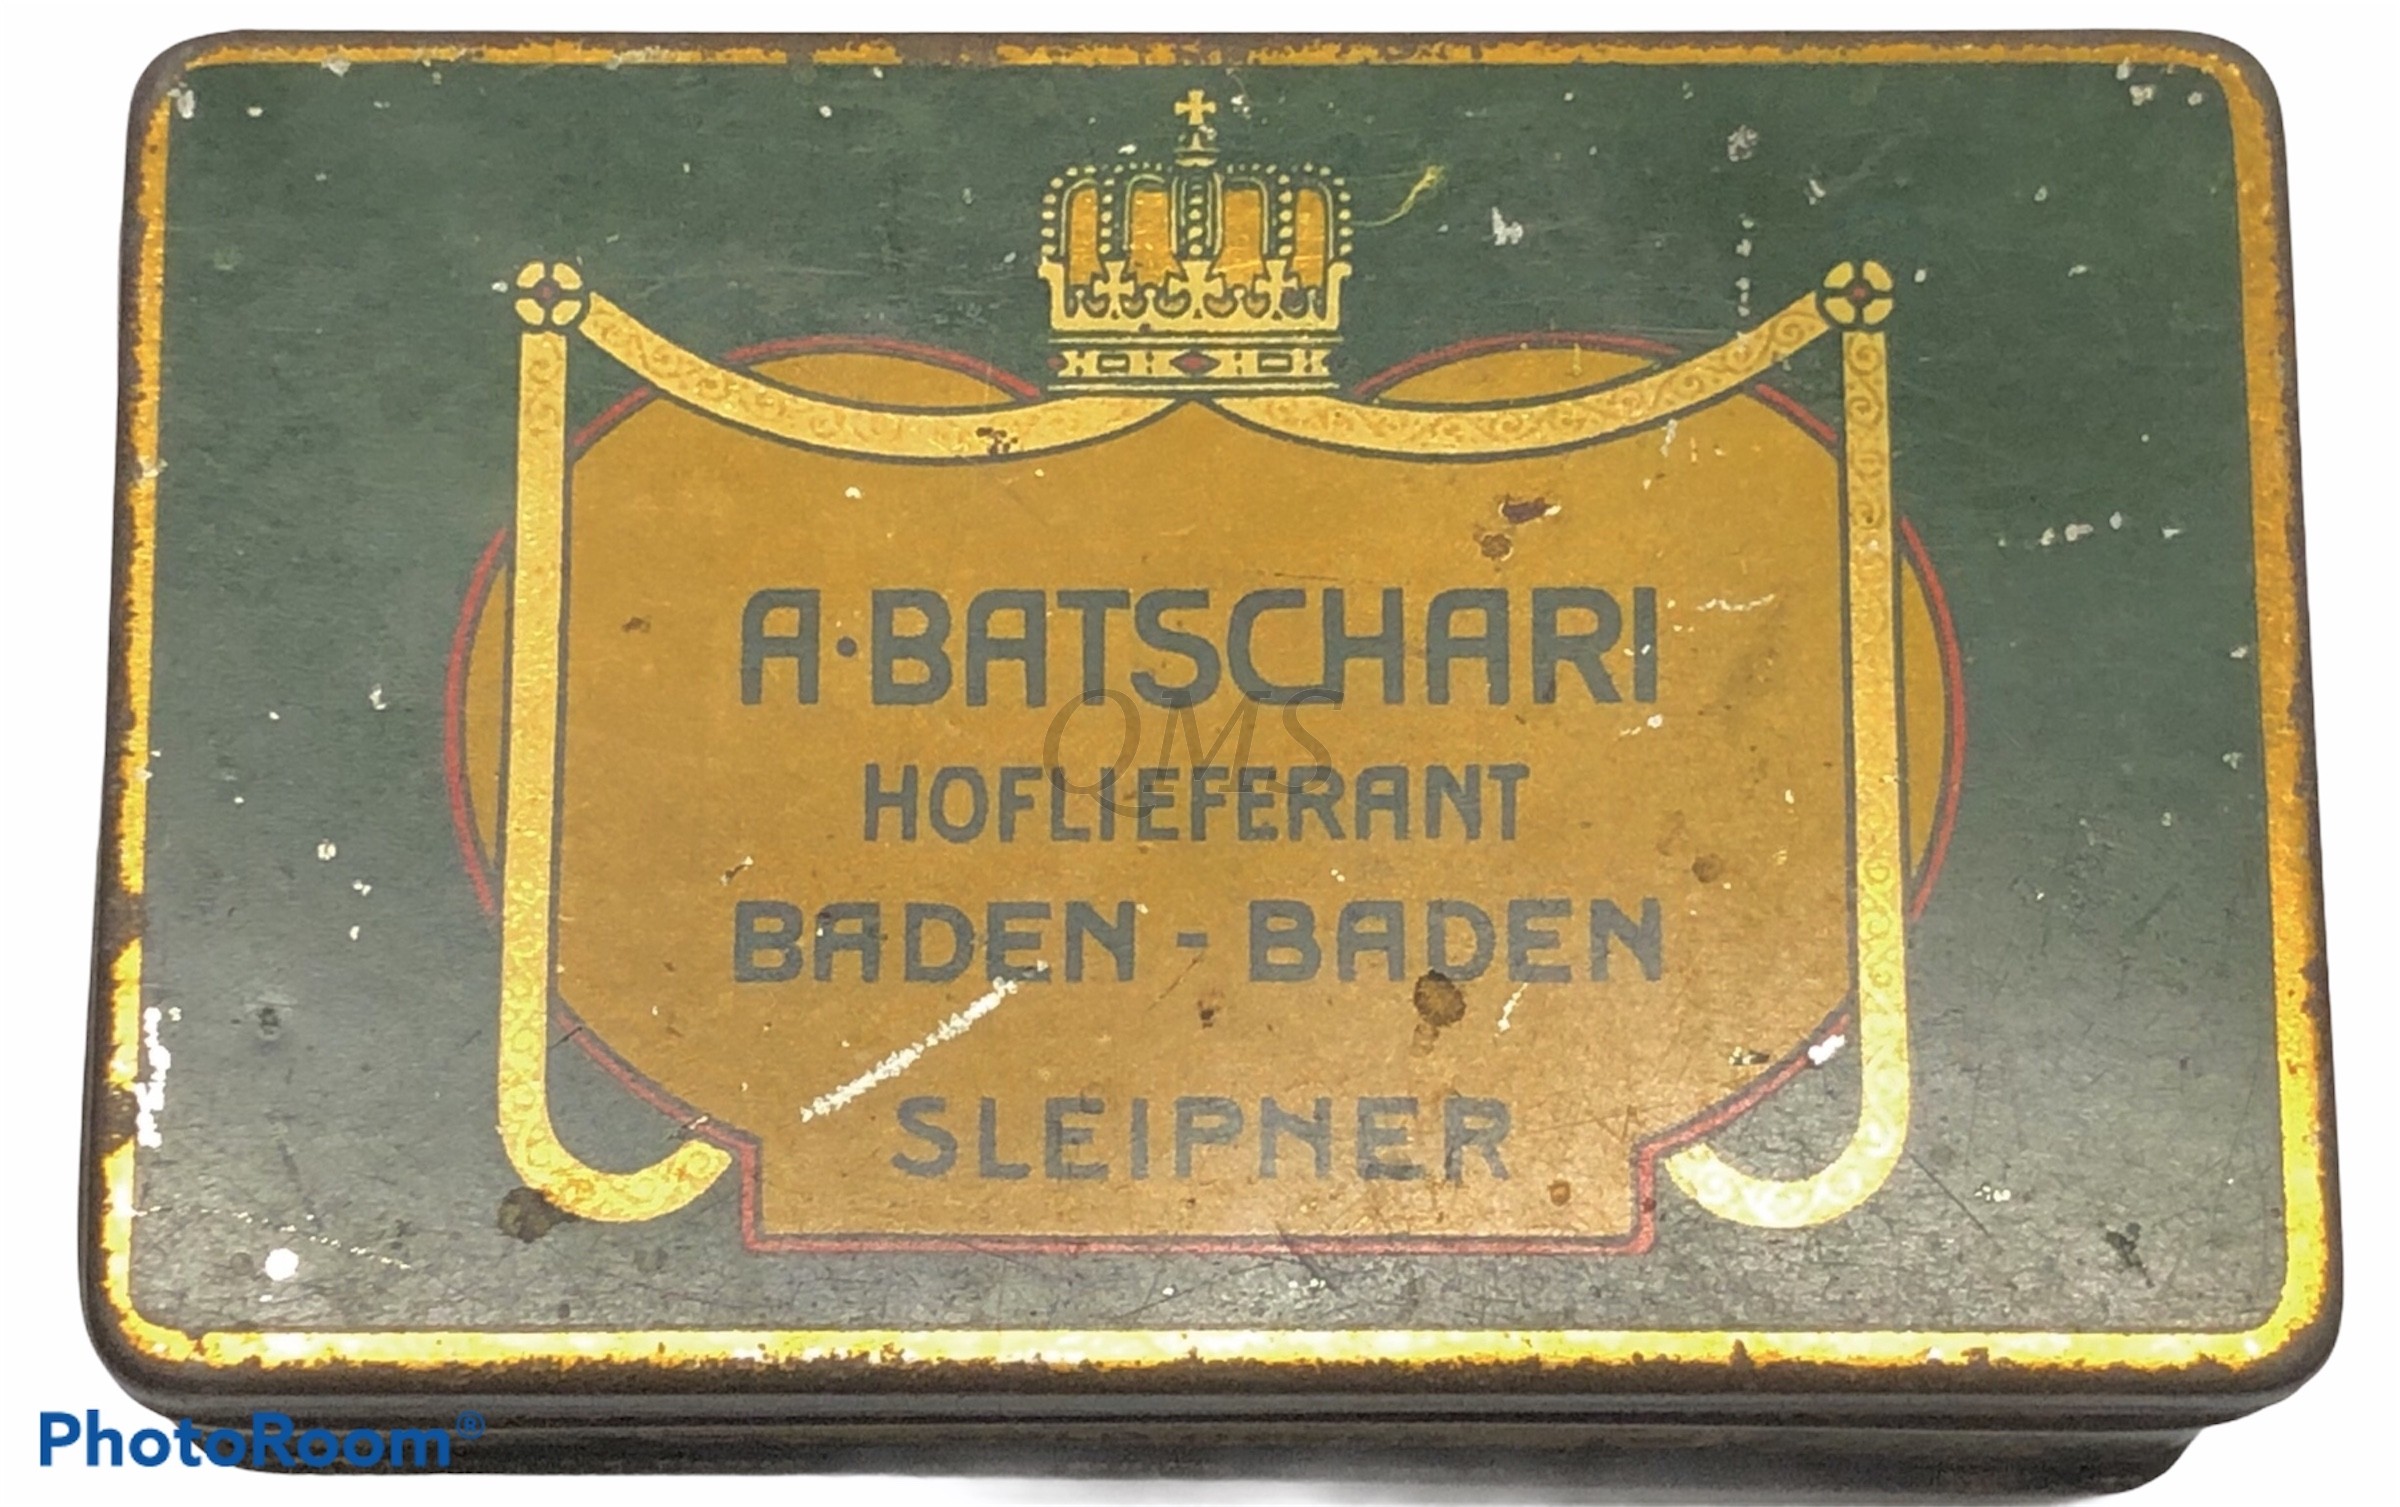 A·BATSCHARI
QMS
HOFLIEFERANT
BADEN - BADEN
SLEIPNER
PhotoRoom®